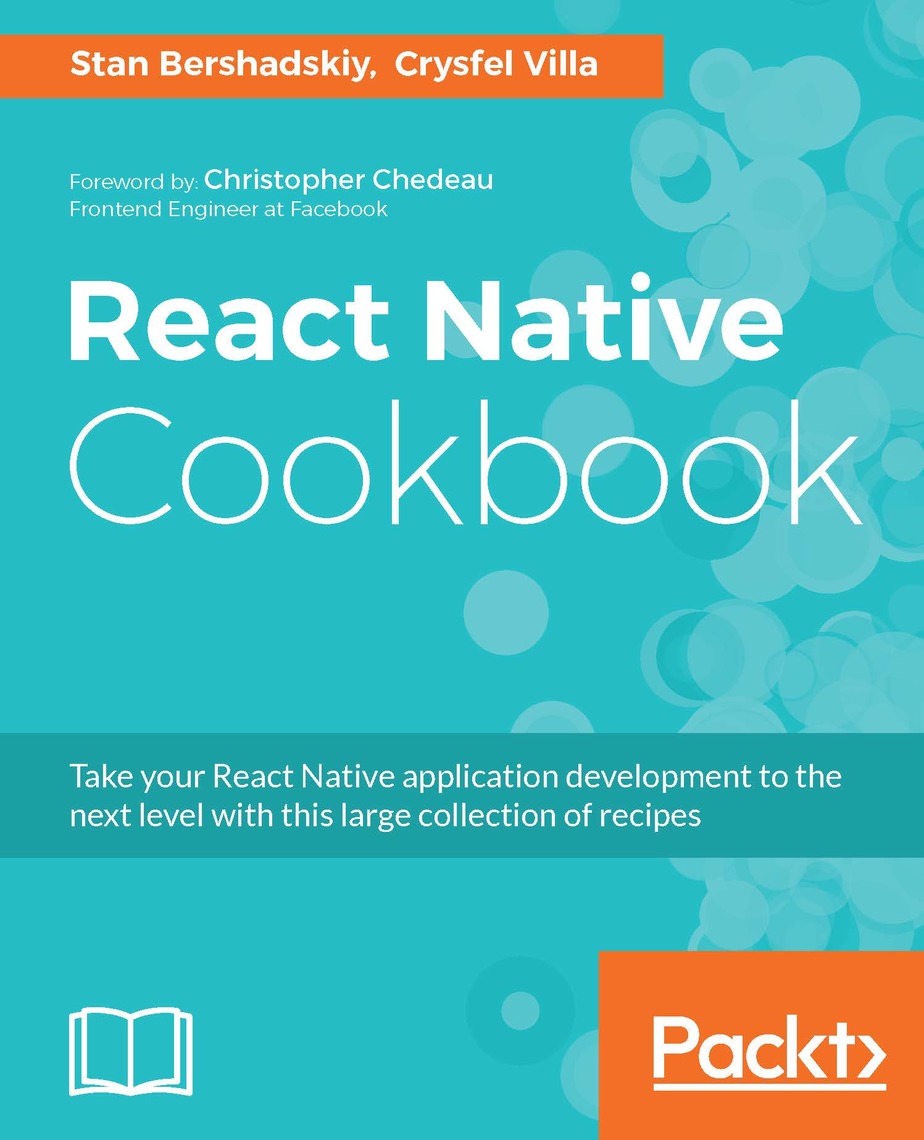 Stan Bershadskiy, Crysfel Villa
Foreword by: Christopher Chedeau
Frontend Engineer at Facebook
React Native
Cookbook
Take your React Native application development to the
next level with this large collection of recipes
Packt>